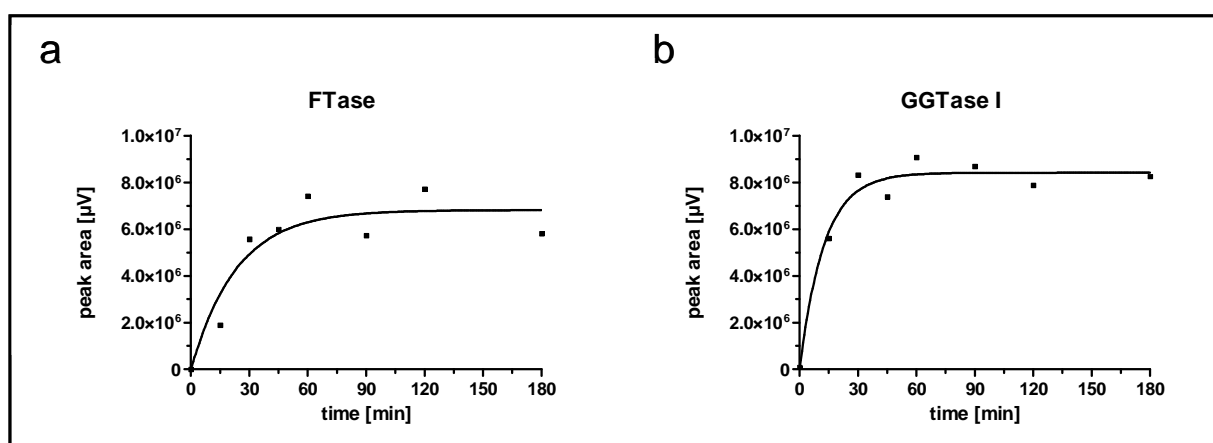 a
FTase
1.0×10⁷
8.0×10⁶
6.0×10⁶
4.0×10⁶
2.0×10⁶
0
peak area [µV]
0 30 60 90 120 150 180
time [min]
b
GGTase I
1.0×10⁷
8.0×10⁶
6.0×10⁶
4.0×10⁶
2.0×10⁶
0
peak area [µV]
0 30 60 90 120 150 180
time [min]